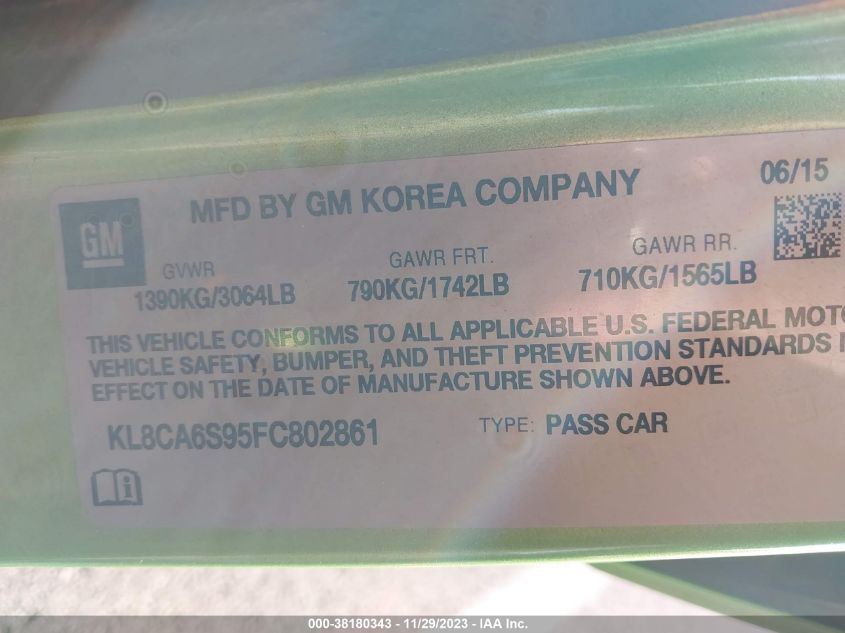 06/15
MFD BY GM KOREA COMPANY
GM
GVWR GAWR FRT. GAWR RR.
1390KG/3064LB 790KG/1742LB 710KG/1565LB
THIS VEHICLE CONFORMS TO ALL APPLICABLE U.S. FEDERAL MOTO
VEHICLE SAFETY, BUMPER, AND THEFT PREVENTION STANDARDS
EFFECT ON THE DATE OF MANUFACTURE SHOWN ABOVE.
KL8CA6S95FC802861 TYPE: PASS CAR
000-38180343 - 11/29/2023 - IAA Inc.